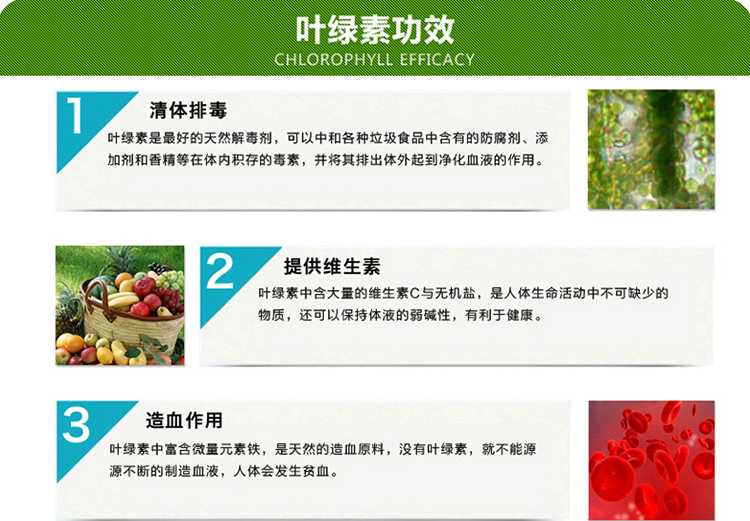 叶绿素功效
CHLOROPHYLL EFFICACY
1
清体排毒
叶绿素是最好的天然解毒剂，可以中和各种垃圾食品中含有的防腐剂、添
加剂和香精等在体内积存的毒素，并将其排出体外起到净化血液的作用。
2
提供维生素
叶绿素中含大量的维生素C与无机盐，是人体生命活动中不可缺少的
物质，还可以保持体液的弱碱性，有利于健康。
3
造血作用
叶绿素中富含微量元素铁，是天然的造血原料，没有叶绿素，就不能源
源不断的制造血液，人体会发生贫血。